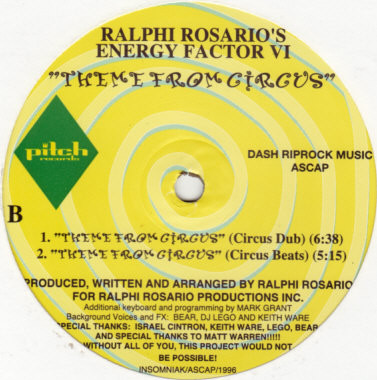 RALPHI ROSARIO'S
ENERGY FACTOR VI
"THEME FROM CIRCUS"
pitch
records
DASH RIPROCK MUSIC
ASCAP
B
1. "THEME FROM CIRCUS" (Circus Dub) (6:38)
2. "THEME FROM CIRCUS" (Circus Beats) (5:15)
PRODUCED, WRITTEN AND ARRANGED BY RALPHI ROSARIO
FOR RALPHI ROSARIO PRODUCTIONS INC.
Additional keyboard and programming by MARK GRANT
Background Voices and FX: BEAR, DJ LEGO AND KEITH WARE
SPECIAL THANKS: ISRAEL CINTRON, KEITH WARE, LEGO, BEAR
AND SPECIAL THANKS TO MATT WARREN!!!!!
WITHOUT ALL OF YOU, THIS PROJECT WOULD NOT
BE POSSIBLE!
INSOMNIAK/ASCAP/1996